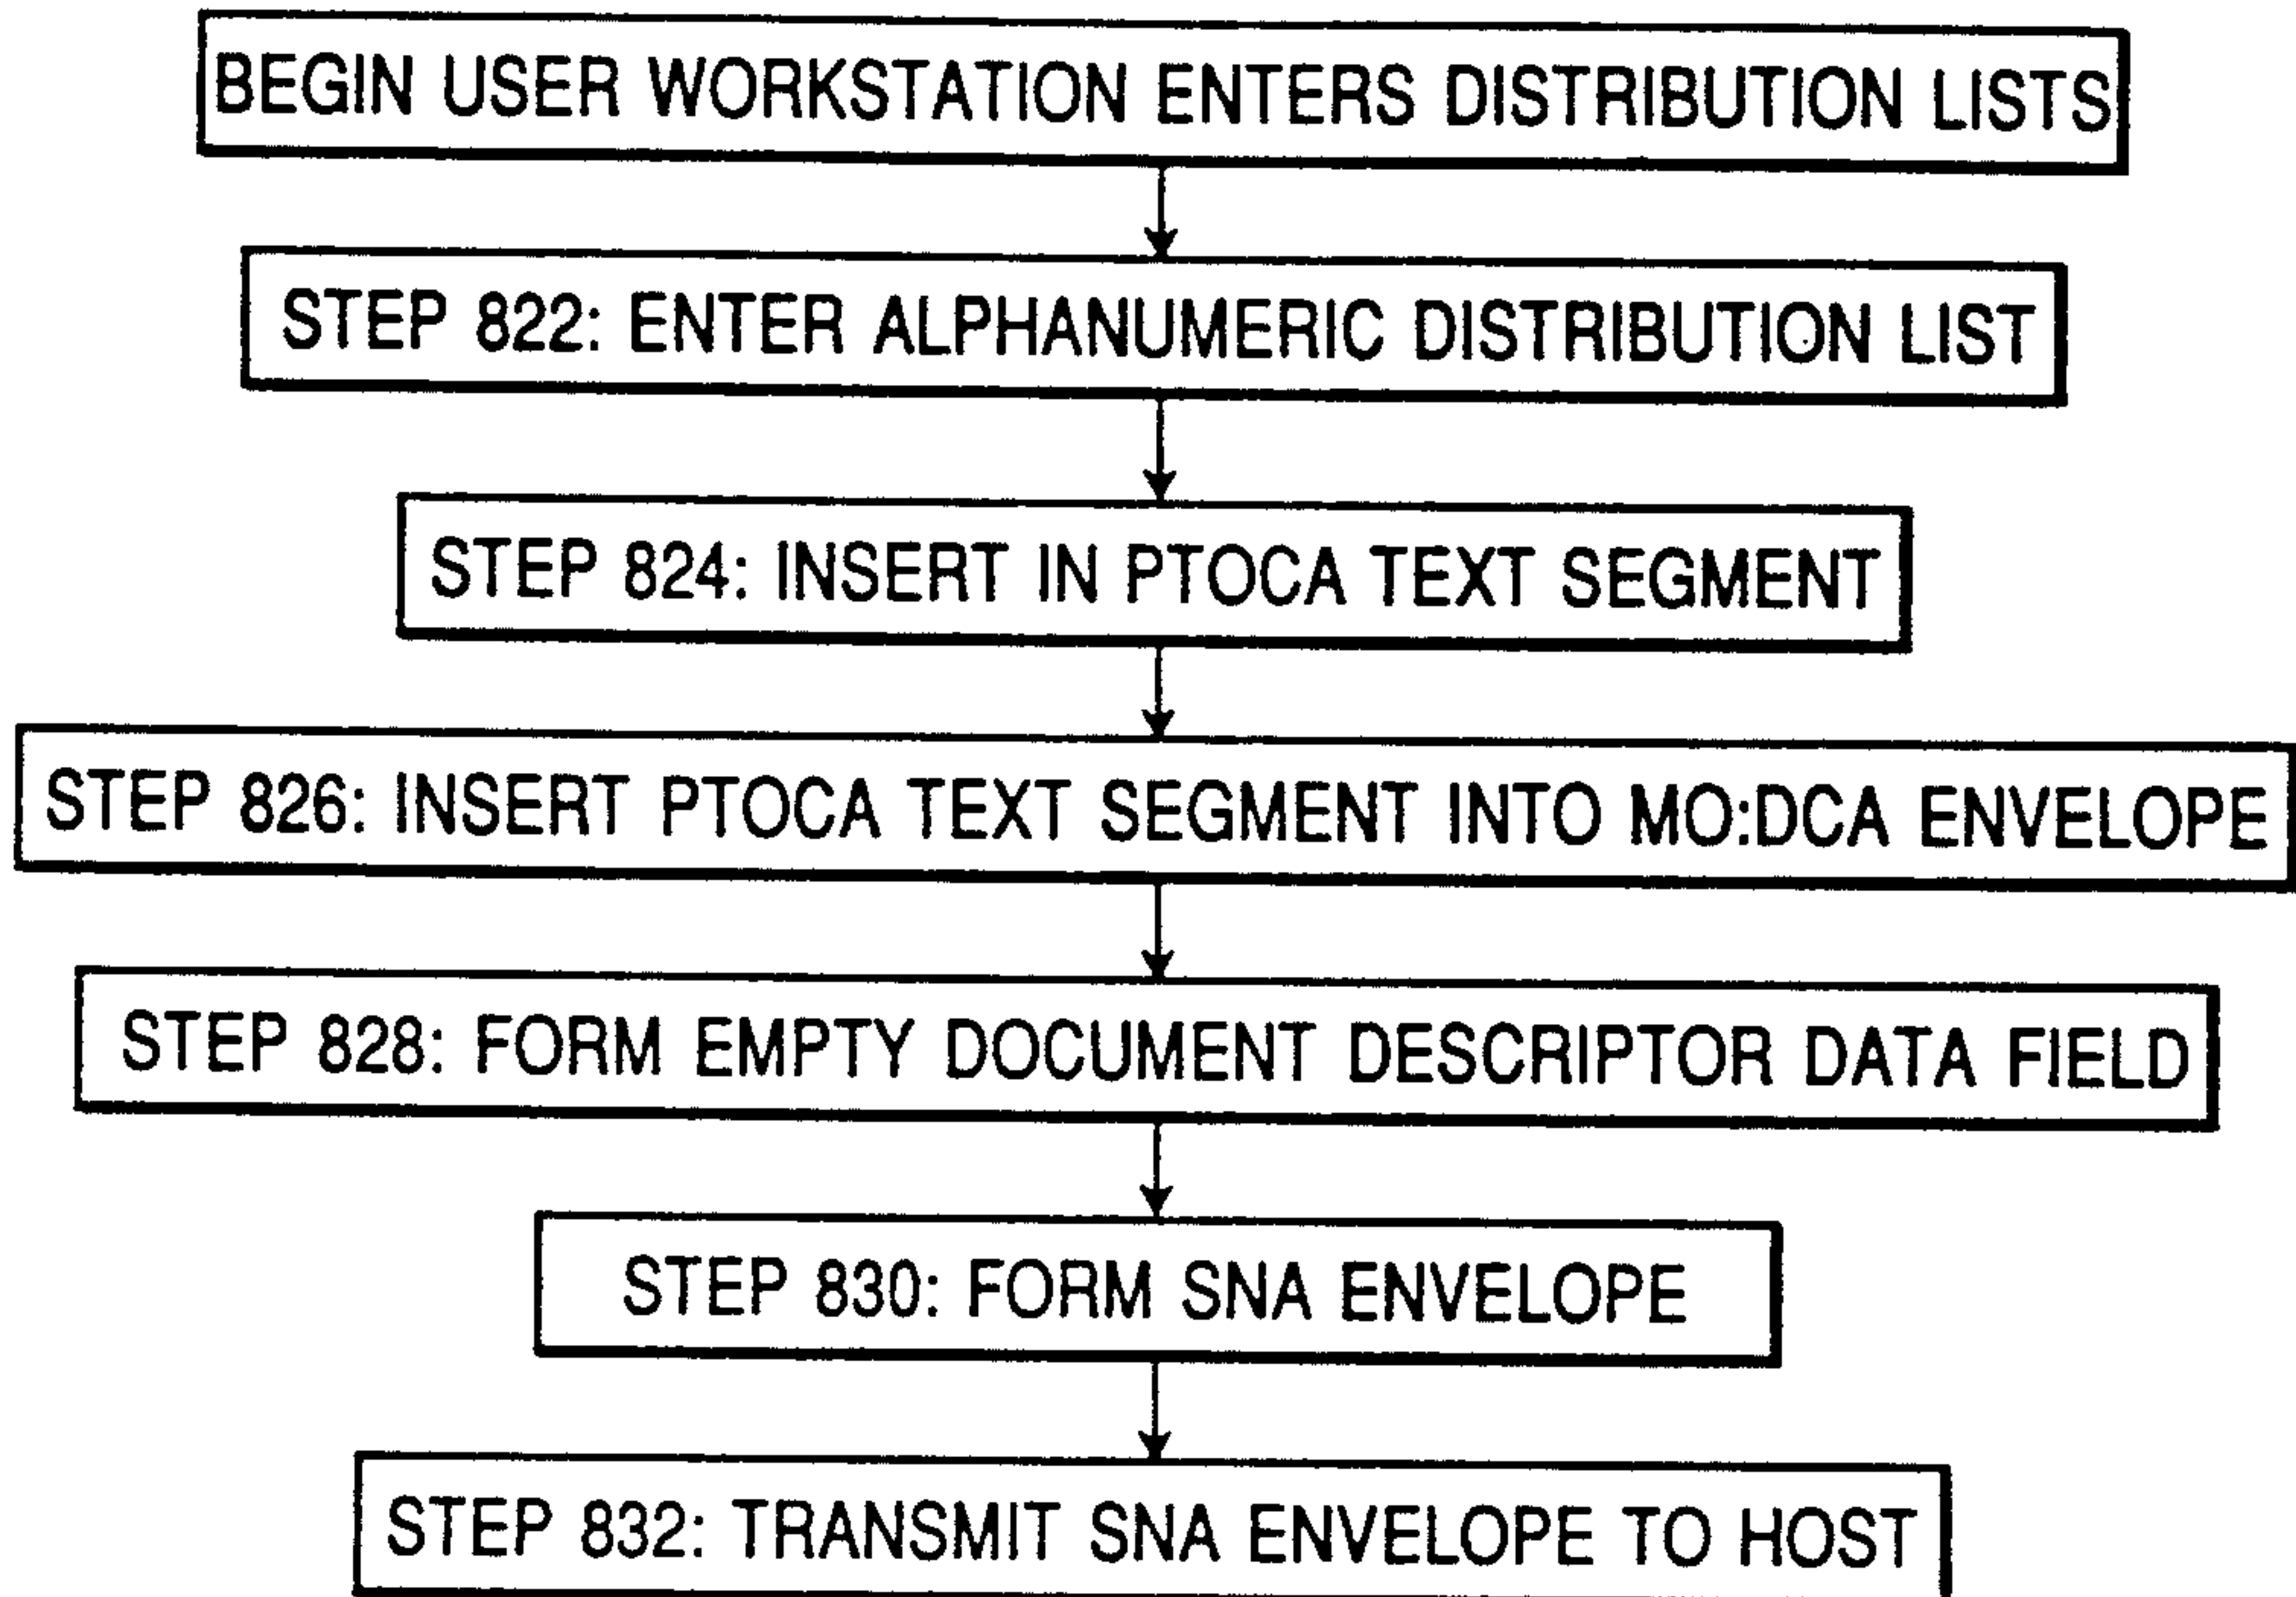 BEGIN USER WORKSTATION ENTERS DISTRIBUTION LISTS
STEP 822: ENTER ALPHANUMERIC DISTRIBUTION LIST
STEP 824: INSERT IN PTOCA TEXT SEGMENT
STEP 826: INSERT PTOCA TEXT SEGMENT INTO MO:DCA ENVELOPE
STEP 828: FORM EMPTY DOCUMENT DESCRIPTOR DATA FIELD
STEP 830: FORM SNA ENVELOPE
STEP 832: TRANSMIT SNA ENVELOPE TO HOST